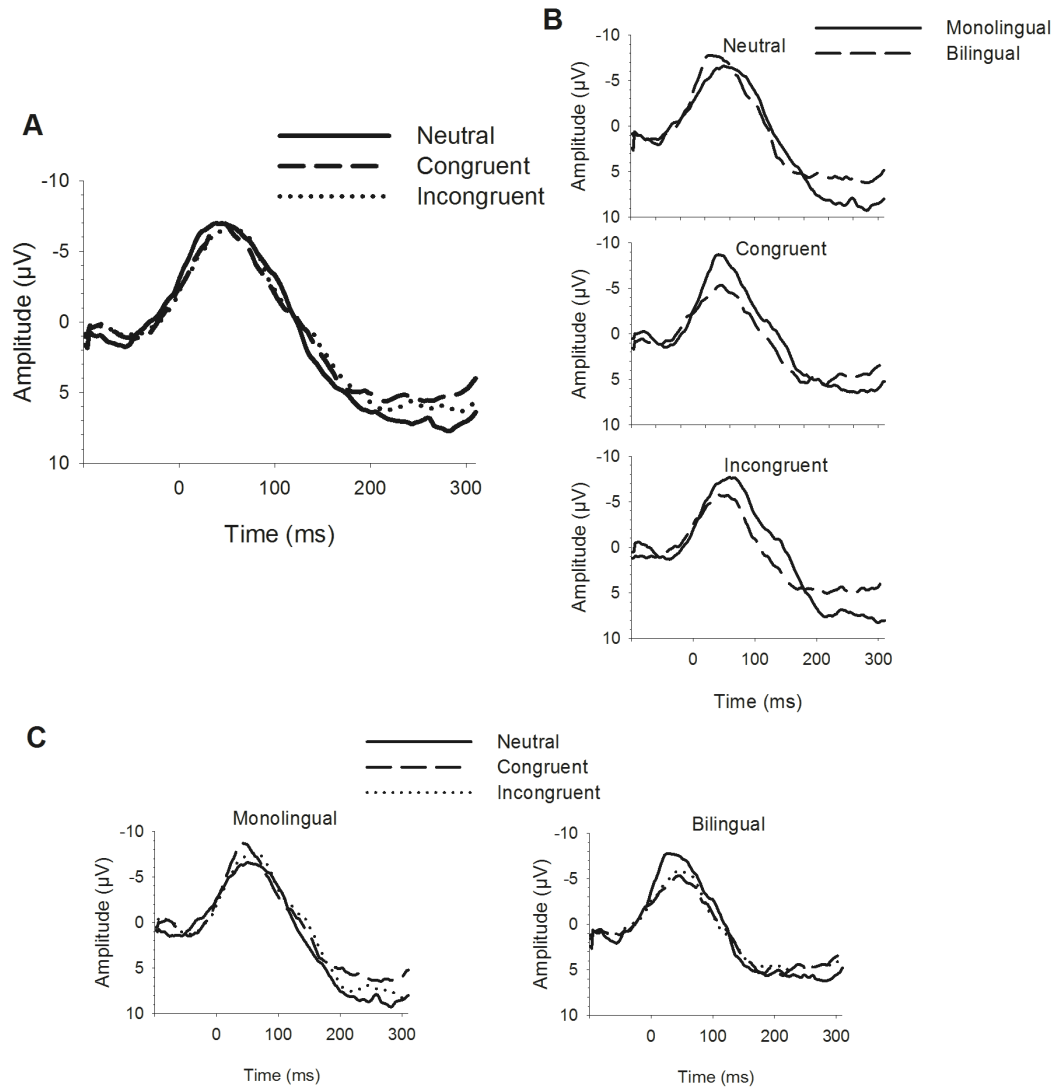 A
Neutral
Congruent
Incongruent
-10
-5
0
5
10
Amplitude (µV)
0 100 200 300
Time (ms)
B
Monolingual
Bilingual
Neutral
-10
-5
0
5
10
Amplitude (µV)
Congruent
-10
-5
0
5
10
Amplitude (µV)
Incongruent
-10
-5
0
5
10
Amplitude (µV)
0 100 200 300
Time (ms)
C
Neutral
Congruent
Incongruent
Monolingual
-10
-5
0
5
10
Amplitude (µV)
0 100 200 300
Time (ms)
Bilingual
-10
-5
0
5
10
Amplitude (µV)
0 100 200 300
Time (ms)